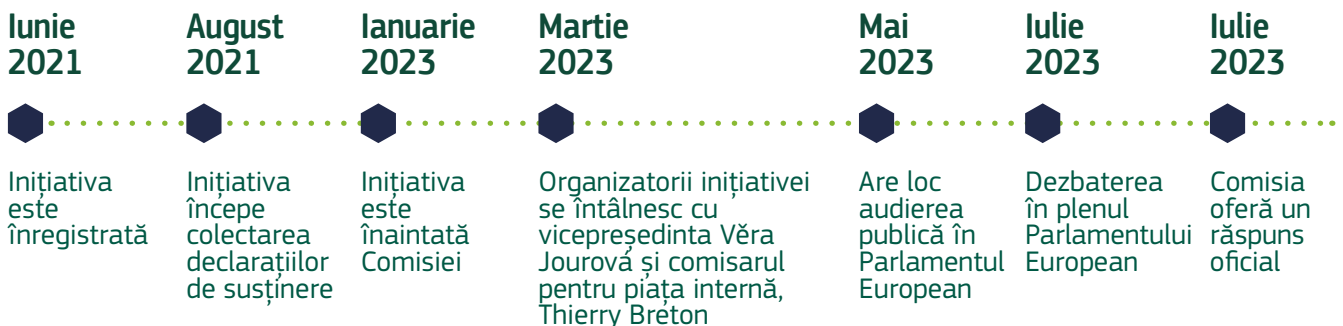 Iunie
2021
August
2021
Ianuarie
2023
Martie
2023
Mai
2023
Iulie
2023
Iulie
2023
Inițiativa
este
înregistrată
Inițiativa
începe
colectarea
declarațiilor
de susținere
Inițiativa
este
înaintată
Comisiei
Organizatorii inițiativei
se întâlnesc cu
vicepreședinta Věra
Jourová și comisarul
pentru piața internă,
Thierry Breton
Are loc
audierea
publică în
Parlamentul
European
Dezbaterea
în plenul
Parlamentului
European
Comisia
oferă un
răspuns
oficial